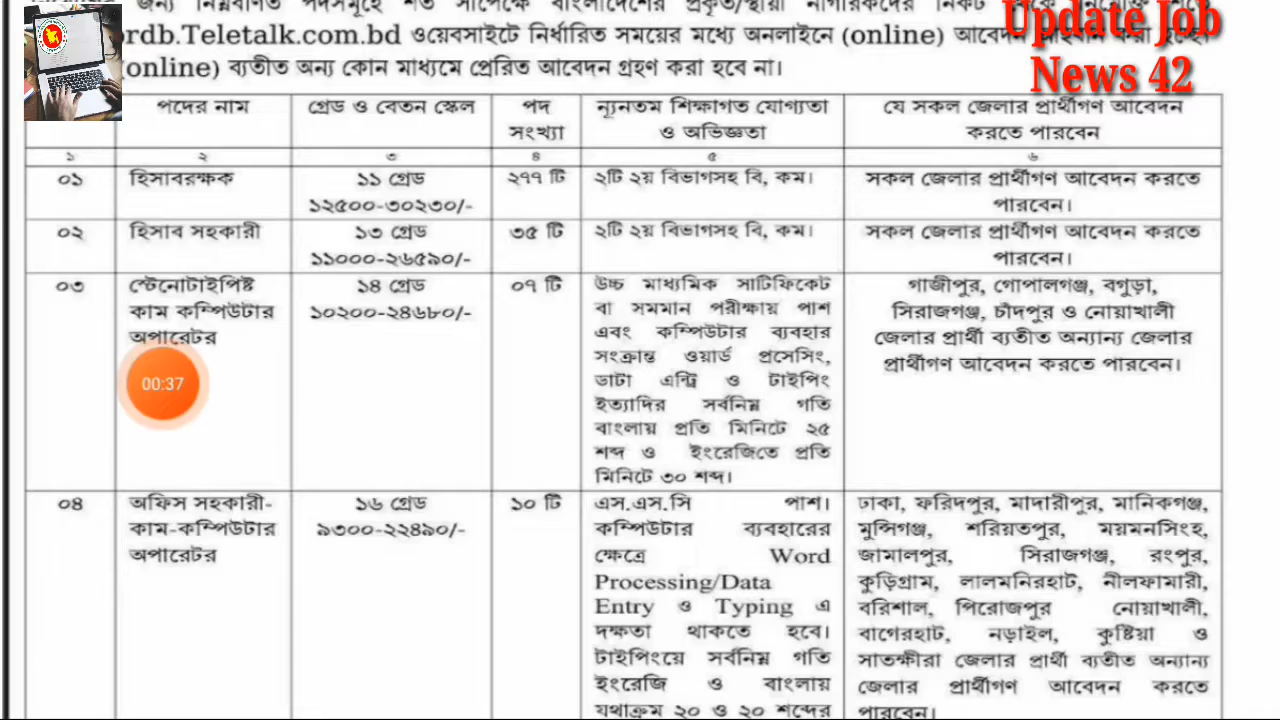 জন্য নিম্নবর্ণিত পদসমূহে শর্ত সাপেক্ষে বাংলাদেশের প্রকৃত/স্থায়ী নাগরিকদের নিকট
rdb.Teletalk.com.bd ওয়েবসাইটে নির্ধারিত সময়ের মধ্যে অনলাইনে (online) আবেদন
(online) ব্যতীত অন্য কোন মাধ্যমে প্রেরিত আবেদন গ্রহণ করা হবে না।
Update Job
News 42
পদের নাম
গ্রেড ও বেতন স্কেল
পদ
সংখ্যা
ন্যূনতম শিক্ষাগত যোগ্যতা
ও অভিজ্ঞতা
যে সকল জেলার প্রার্থীগণ আবেদন
করতে পারবেন
১ ২ ৩ ৪ ৫ ৬
০১
হিসাবরক্ষক
১১ গ্রেড
১২৫০০-৩০২৩০/-
২৭৭ টি
২টি ২য় বিভাগসহ বি, কম।
সকল জেলার প্রার্থীগণ আবেদন করতে
পারবেন।
০২
হিসাব সহকারী
১৩ গ্রেড
১১০০০-২৬৫৯০/-
৩৫ টি
২টি ২য় বিভাগসহ বি, কম।
সকল জেলার প্রার্থীগণ আবেদন করতে
পারবেন।
০৩
স্টেনোটাইপিষ্ট
কাম কম্পিউটার
অপারেটর
00:37
১৪ গ্রেড
১০২০০-২৪৬৮০/-
০৭ টি
উচ্চ মাধ্যমিক সার্টিফিকেট
বা সমমান পরীক্ষায় পাশ
এবং কম্পিউটার ব্যবহার
সংক্রান্ত ওয়ার্ড প্রসেসিং,
ডাটা এন্ট্রি ও টাইপিং
ইত্যাদির সর্বনিম্ন গতি
বাংলায় প্রতি মিনিটে ২৫
শব্দ ও ইংরেজিতে প্রতি
মিনিটে ৩০ শব্দ।
গাজীপুর, গোপালগঞ্জ, বগুড়া,
সিরাজগঞ্জ, চাঁদপুর ও নোয়াখালী
জেলার প্রার্থী ব্যতীত অন্যান্য জেলার
প্রার্থীগণ আবেদন করতে পারবেন।
০৪
অফিস সহকারী-
কাম-কম্পিউটার
অপারেটর
১৬ গ্রেড
৯৩০০-২২৪৯০/-
১০ টি
এস.এস.সি পাশ।
কম্পিউটার ব্যবহারের
ক্ষেত্রে Word
Processing/Data
Entry ও Typing এ
দক্ষতা থাকতে হবে।
টাইপিংয়ে সর্বনিম্ন গতি
ইংরেজি ও বাংলায়
যথাক্রম ২০ ও ২০ শব্দের
ঢাকা, ফরিদপুর, মাদারীপুর, মানিকগঞ্জ,
মুন্সিগঞ্জ, শরিয়তপুর, ময়মনসিংহ,
জামালপুর, সিরাজগঞ্জ, রংপুর,
কুড়িগ্রাম, লালমনিরহাট, নীলফামারী,
বরিশাল, পিরোজপুর নোয়াখালী,
বাগেরহাট, নড়াইল, কুষ্টিয়া ও
সাতক্ষীরা জেলার প্রার্থী ব্যতীত অন্যান্য
জেলার প্রার্থীগণ আবেদন করতে
পারবেন।